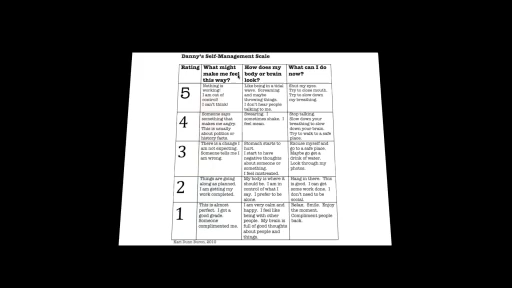 Danny's Self-Management Scale
Rating What might make me feel this way? How does my body or brain look? What can I do now?
5
Nothing is
working!
I am out of
control!
I can't think!
Like being in a tidal
wave. Screaming
and maybe
throwing things.
I don't hear people
talking to me.
Shut my eyes.
Try to close mouth.
Try to slow down
my breathing.
4
Someone says
something that
makes me angry.
This is usually
about politics or
history facts.
Swearing. I
sometimes shake. I
feel mean.
Stop talking.
Slow down your
breathing to slow
down your brain.
Try to walk to a safe
place.
3
There is a change I
am not expecting.
Someone tells me I
am wrong.
Stomach starts to
hurt.
I start to have
negative thoughts
about someone or
something.
I feel mistreated.
Excuse myself and
go to a safe place.
Maybe go get a
drink of water.
Look through my
photos.
2
Things are going
along as planned.
I am getting my
work completed.
My body is where it
should be. I am in
control of what I
say. I prefer to be
alone.
Hang in there. This
is good. I can get
some work done. I
don't need to be
social.
1
This is almost
perfect. I got a
good grade.
Someone
complimented me.
I am very calm and
happy. I feel like
being with other
people. My brain is
full of good thoughts
about people and
things.
Relax. Smile. Enjoy
the moment.
Compliment people
back.
Kari Dunn Buron, 2012